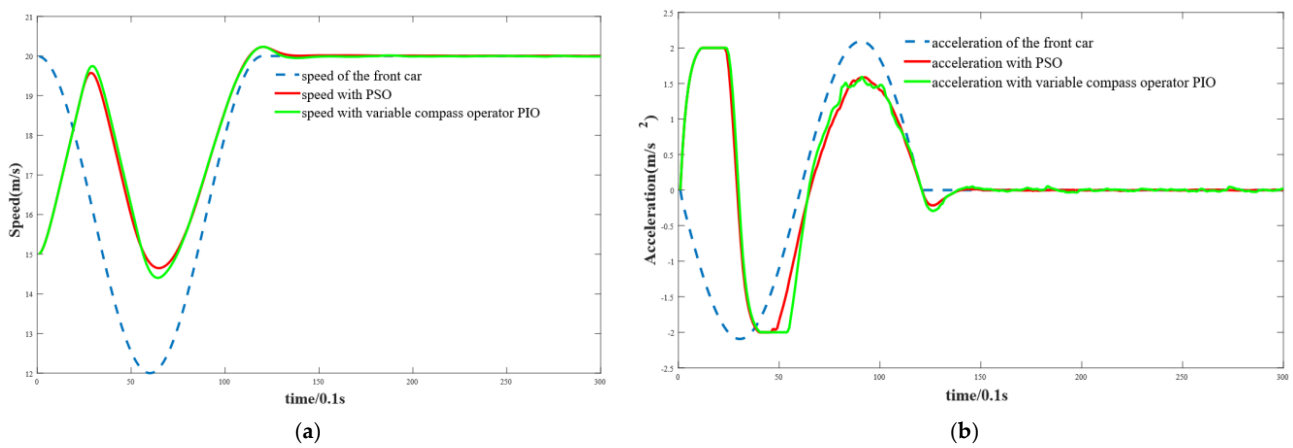 20
19
18
17
16
15
14
13
12
21
Speed(m/s)
speed of the front car
speed with PSO
speed with variable compass operator PIO
0
50
100
150
200
250
300
time/0.1s
(a)
2.5
2
1.5
1
0.5
0
-0.5
-1
-1.5
-2
-2.5
Acceleration(m/s²)
acceleration of the front car
acceleration with PSO
acceleration with variable compass operator PIO
0
50
100
150
200
250
300
time/0.1s
(b)